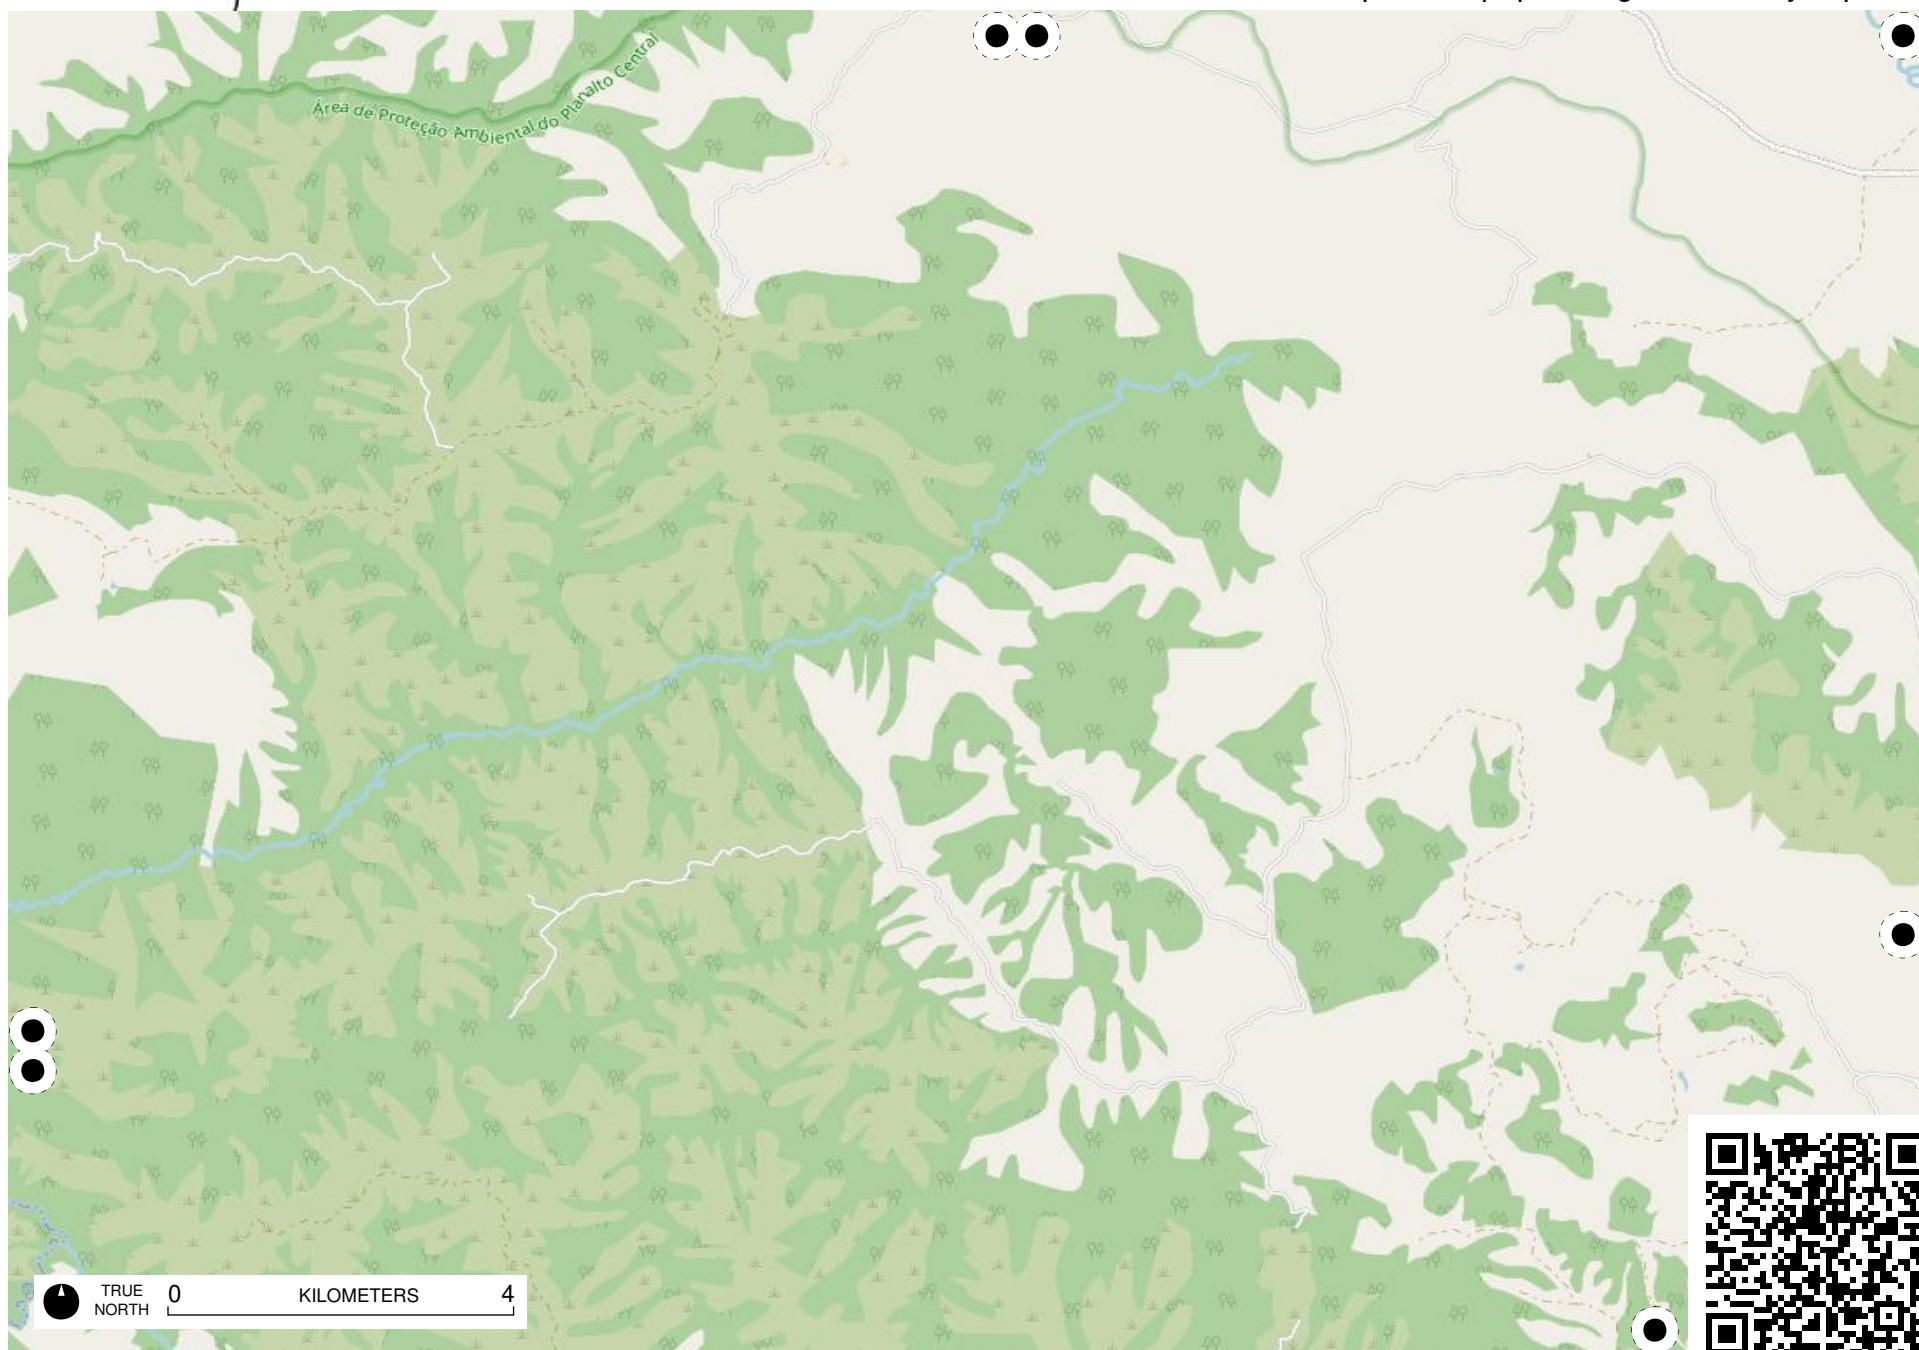 Área de Proteção Ambiental do Planalto Central
TRUE
NORTH
0 KILOMETERS 4